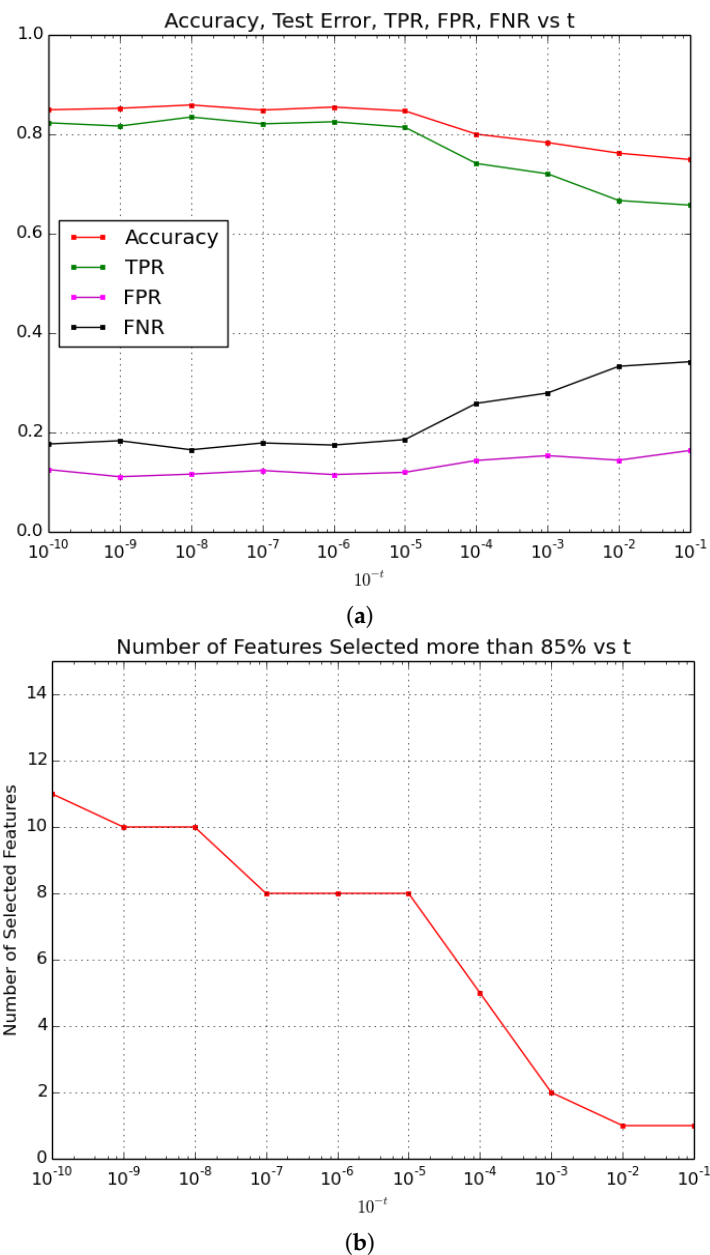 Accuracy, Test Error, TPR, FPR, FNR vs t
1.0
0.8
0.6
Accuracy
TPR
FPR
FNR
0.4
0.2
0.0
10^-10 10^-9 10^-8 10^-7 10^-6 10^-5 10^-4 10^-3 10^-2 10^-1
10^-t
(a)
Number of Features Selected more than 85% vs t
14
12
10
8
6
4
2
0
Number of Selected Features
10^-10 10^-9 10^-8 10^-7 10^-6 10^-5 10^-4 10^-3 10^-2 10^-1
10^-t
(b)